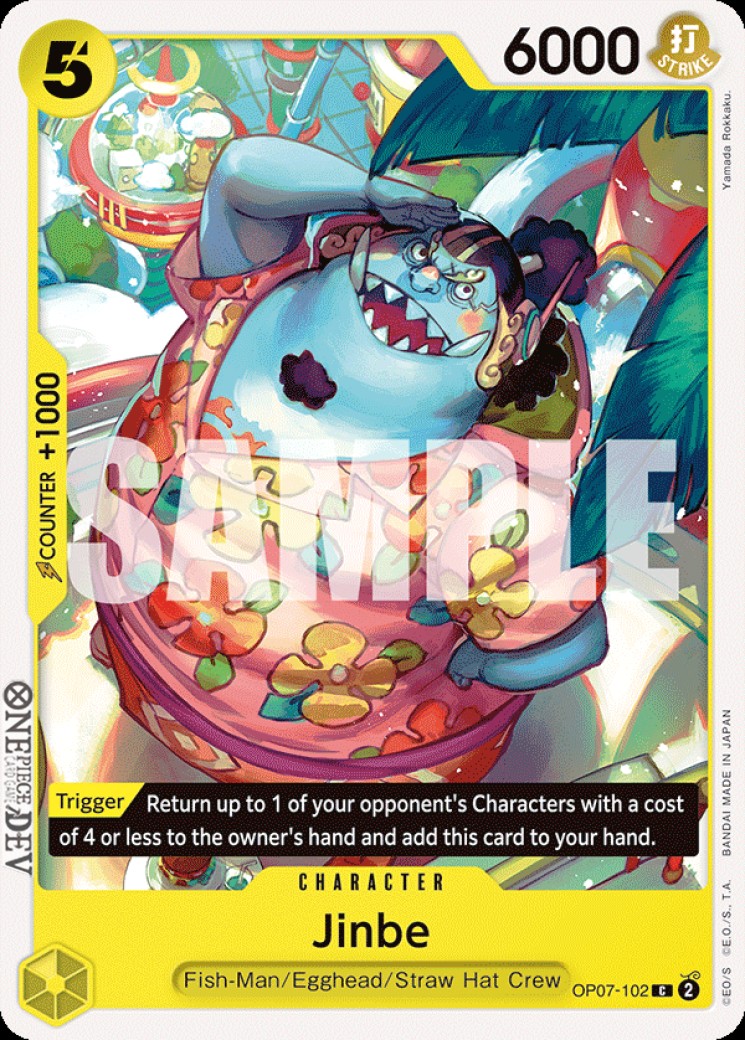 5
6000
打
STRIKE
Yamada Rokkaku.
COUNTER +1000
SAMPLE
ONE PIECE
CARD GAME
DEV
Trigger Return up to 1 of your opponent's Characters with a cost
of 4 or less to the owner's hand and add this card to your hand.
CHARACTER
Jinbe
Fish-Man/Egghead/Straw Hat Crew
OP07-102 C 2
©EO/S ©E.O./S., T.A. BANDAI MADE IN JAPAN